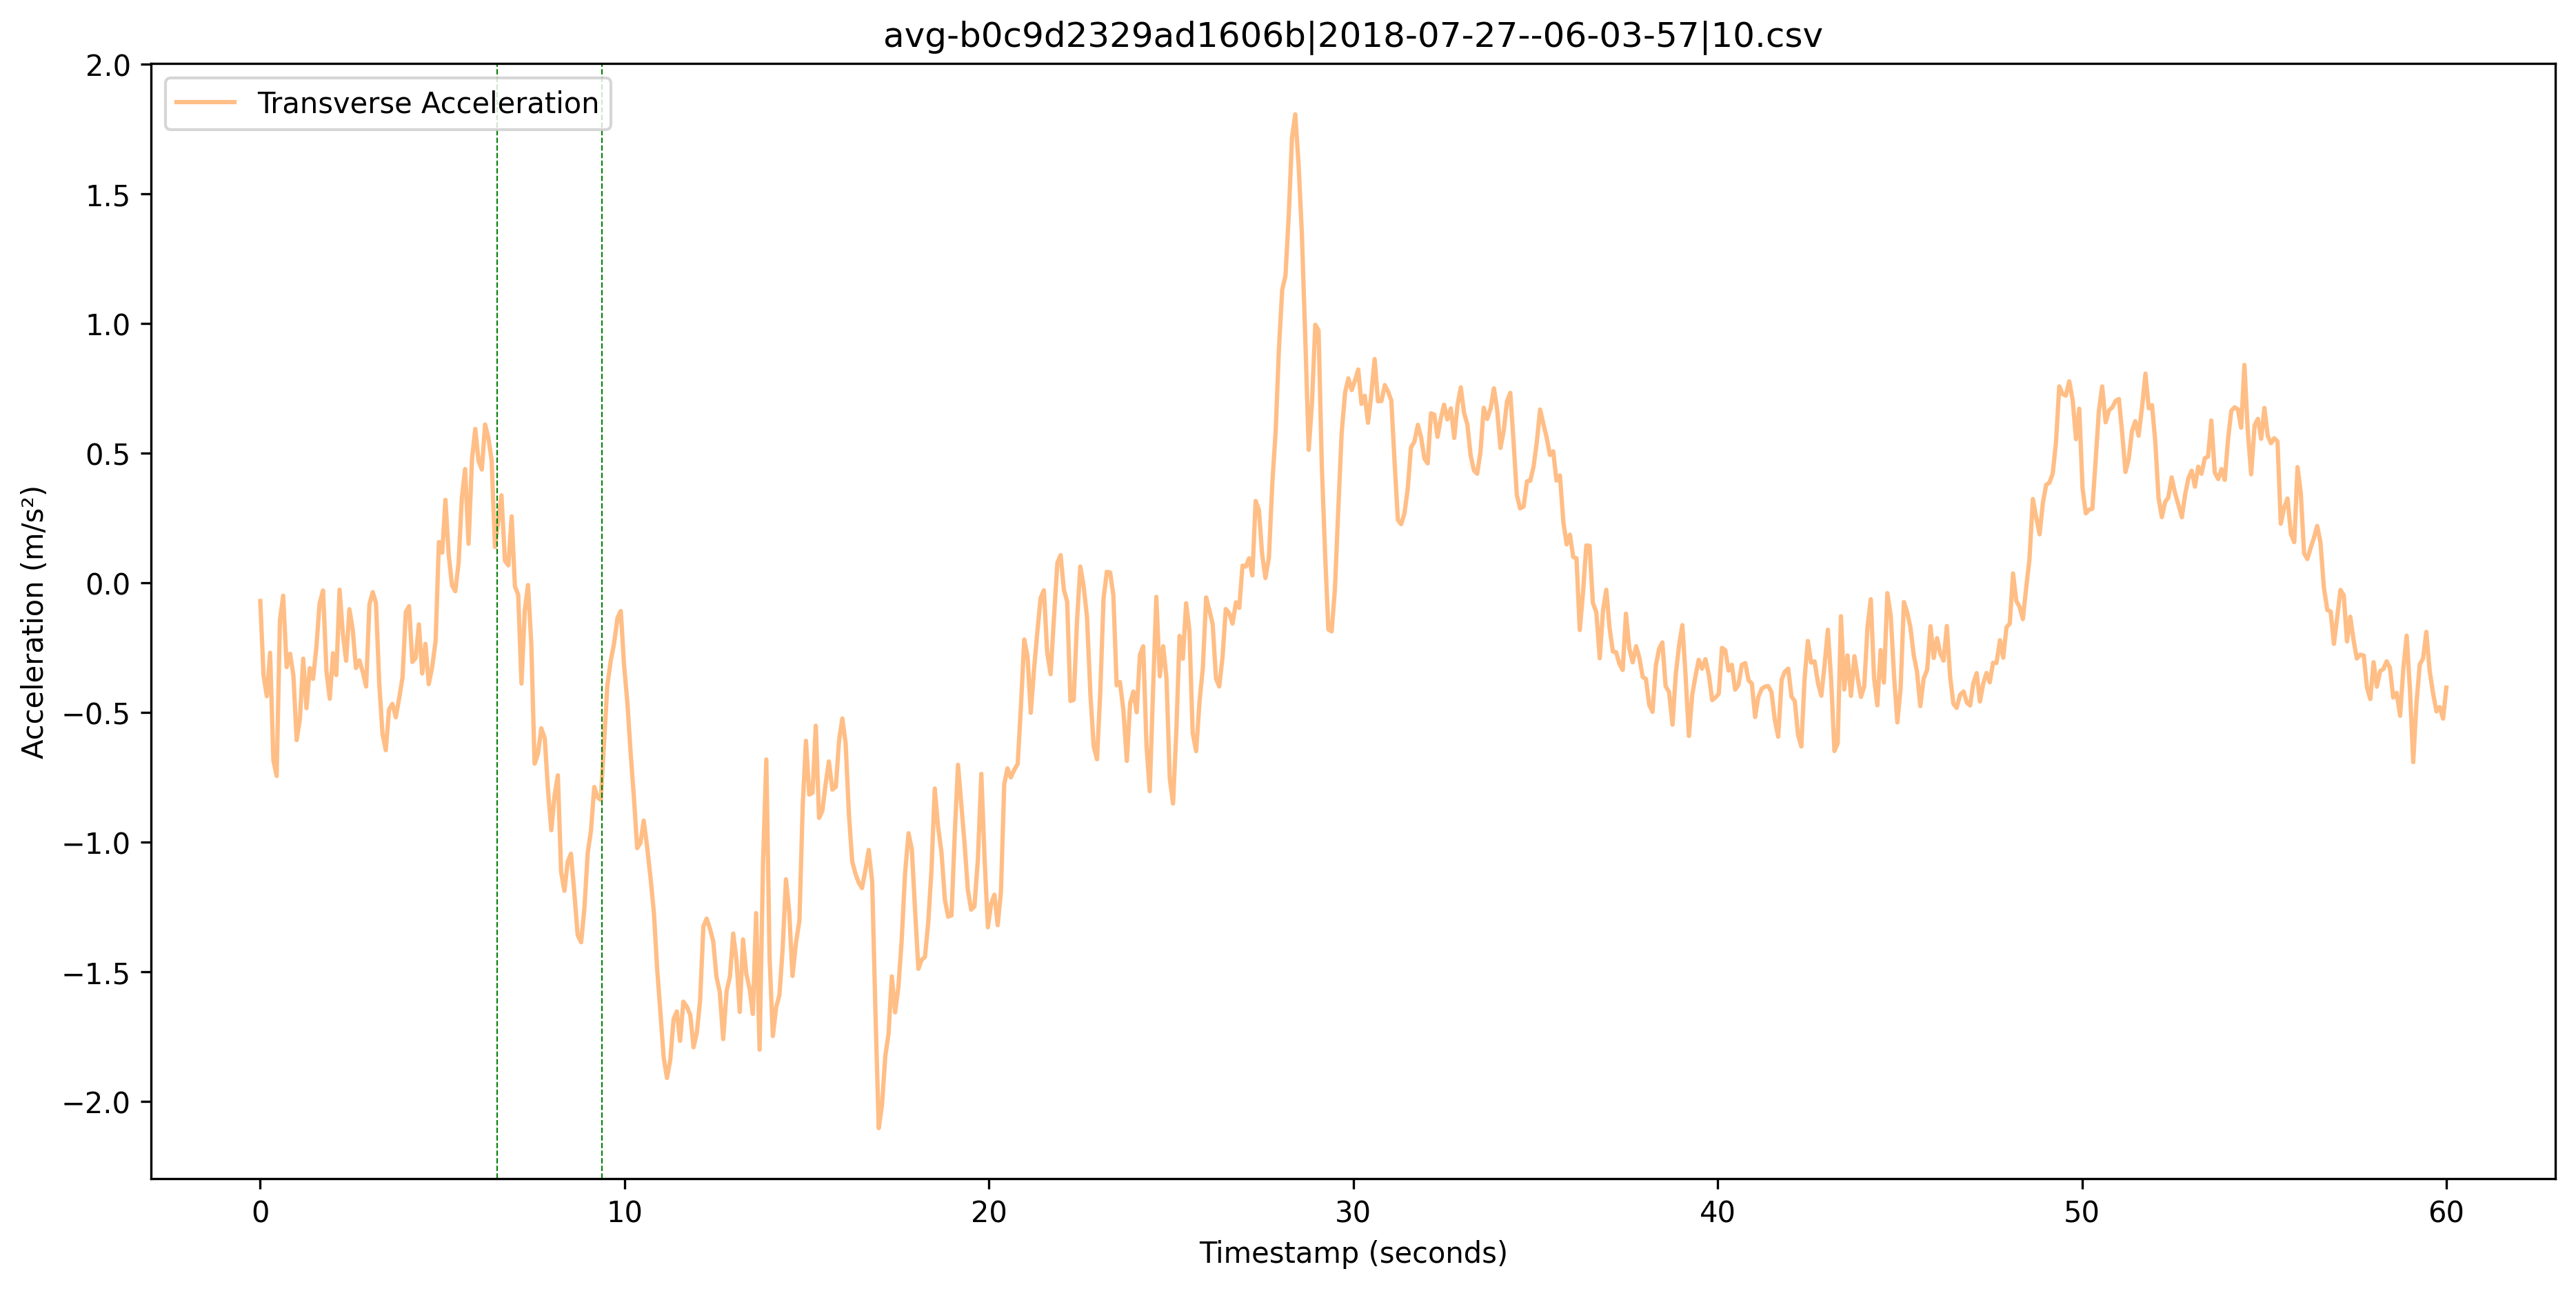 avg-b0c9d2329ad1606b|2018-07-27--06-03-57|10.csv
Transverse Acceleration
Acceleration (m/s²)
2.0
1.5
1.0
0.5
0.0
−0.5
−1.0
−1.5
−2.0
0 10 20 30 40 50 60
Timestamp (seconds)